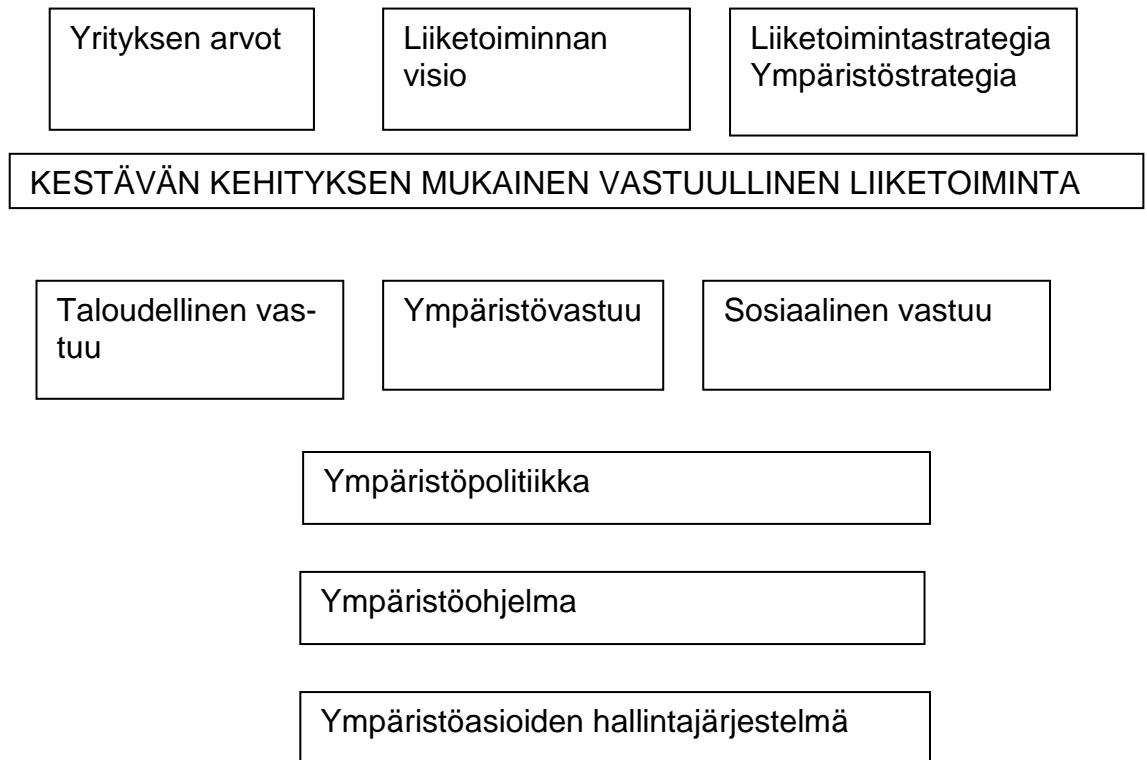 Yrityksen arvot
Liiketoiminnan
visio
Liiketoimintastrategia
Ympäristöstrategia
KESTÄVÄN KEHITYKSEN MUKAINEN VASTUULLINEN LIIKETOIMINTA
Taloudellinen vas-
tuu
Ympäristövastuu
Sosiaalinen vastuu
Ympäristöpolitiikka
Ympäristöohjelma
Ympäristöasioiden hallintajärjestelmä